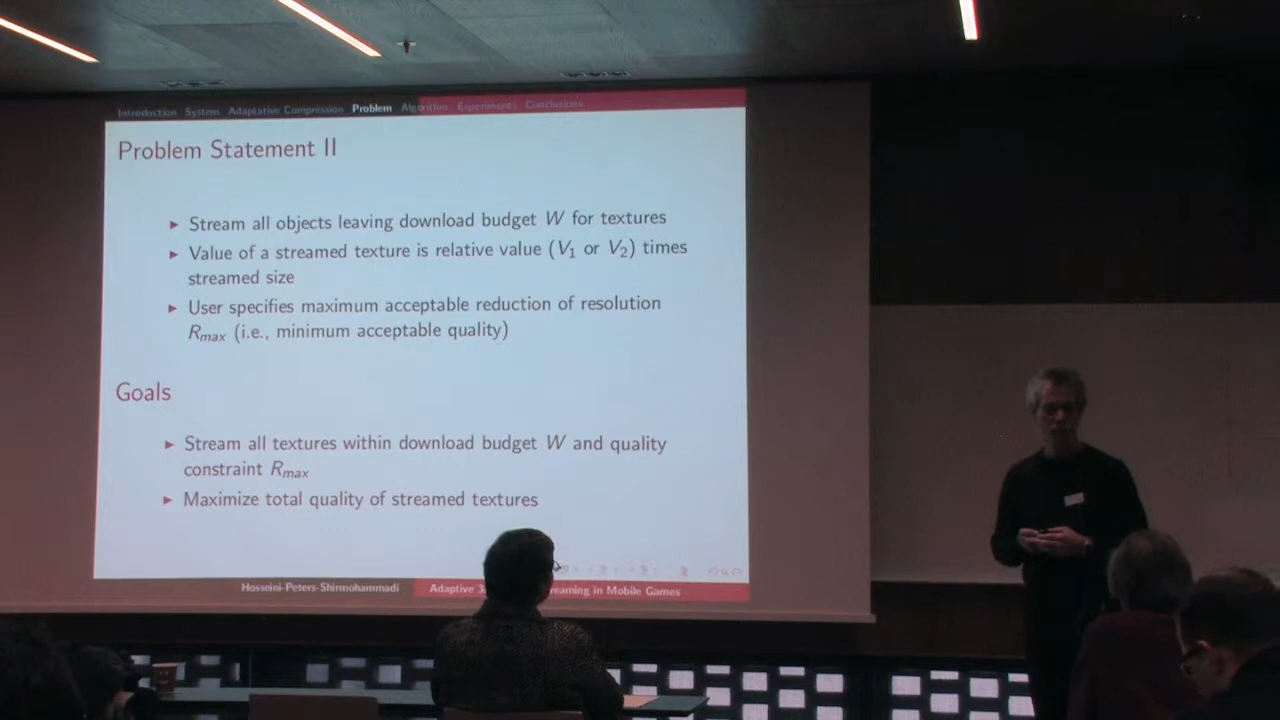 Introduction System Adaptative Compression Problem Algorithm Experiments Conclusions
Problem Statement II
► Stream all objects leaving download budget W for textures
► Value of a streamed texture is relative value (V₁ or V₂) times
streamed size
► User specifies maximum acceptable reduction of resolution
Rmax (i.e., minimum acceptable quality)
Goals
► Stream all textures within download budget W and quality
constraint Rmax
► Maximize total quality of streamed textures
Hosseini-Peters-Shirmohammadi
Adaptive 3 reaming in Mobile Games